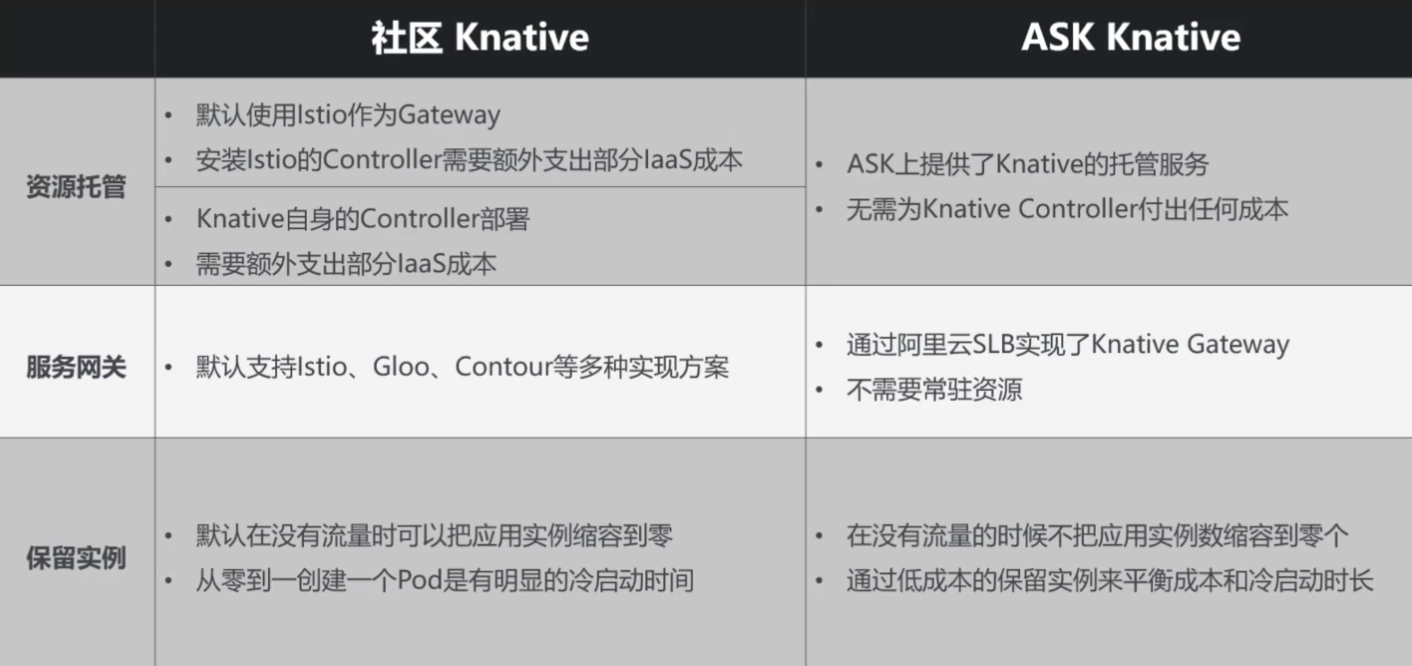 社区 Knative
ASK Knative
资源托管
• 默认使用Istio作为Gateway
• 安装Istio的Controller需要额外支出部分IaaS成本
• Knative自身的Controller部署
• 需要额外支出部分IaaS成本
• ASK上提供了Knative的托管服务
• 无需为Knative Controller付出任何成本
服务网关
• 默认支持Istio、Gloo、Contour等多种实现方案
• 通过阿里云SLB实现了Knative Gateway
• 不需要常驻资源
保留实例
• 默认在没有流量时可以把应用实例缩容到零
• 从零到一创建一个Pod是有明显的冷启动时间
• 在没有流量的时候不把应用实例数缩容到零个
• 通过低成本的保留实例来平衡成本和冷启动时长